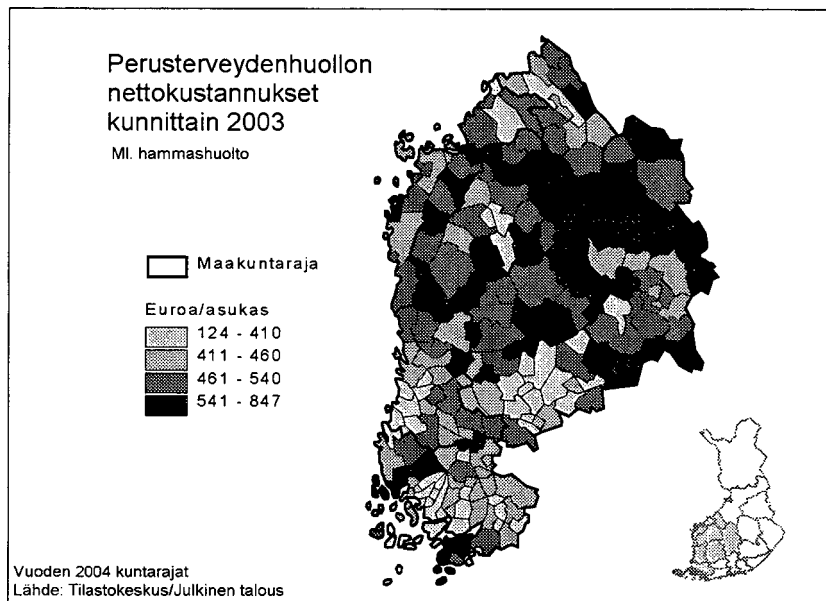 Perusterveydenhuollon
nettokustannukset
kunnittain 2003
Ml. hammashuolto
Maakuntaraja
Euroa/asukas
124 - 410
411 - 460
461 - 540
541 - 847
Vuoden 2004 kuntarajat
Lähde: Tilastokeskus/Julkinen talous